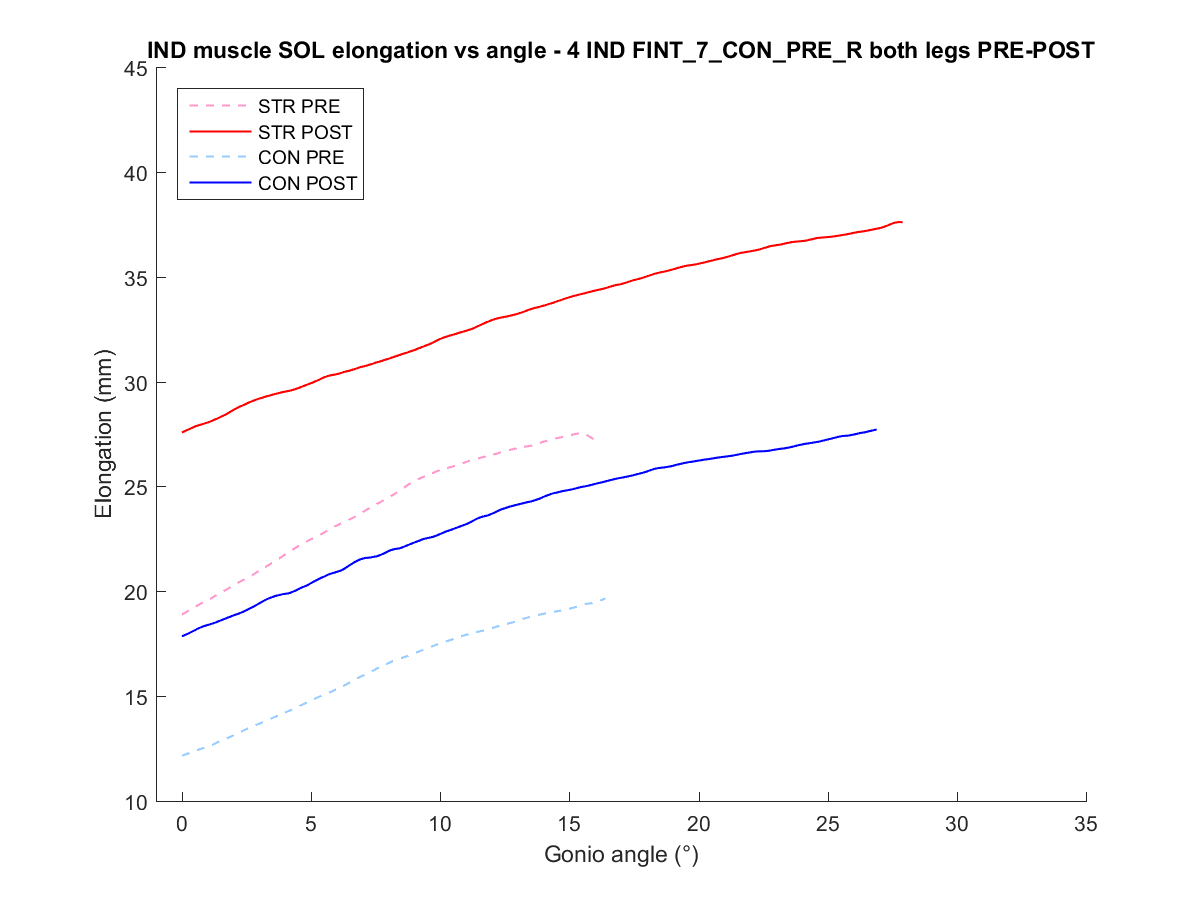 IND muscle SOL elongation vs angle - 4 IND FINT_7_CON_PRE_R both legs PRE-POST
45
40
35
30
25
20
15
10
STR PRE
STR POST
CON PRE
CON POST
Elongation (mm)
0 5 10 15 20 25 30 35
Gonio angle (°)